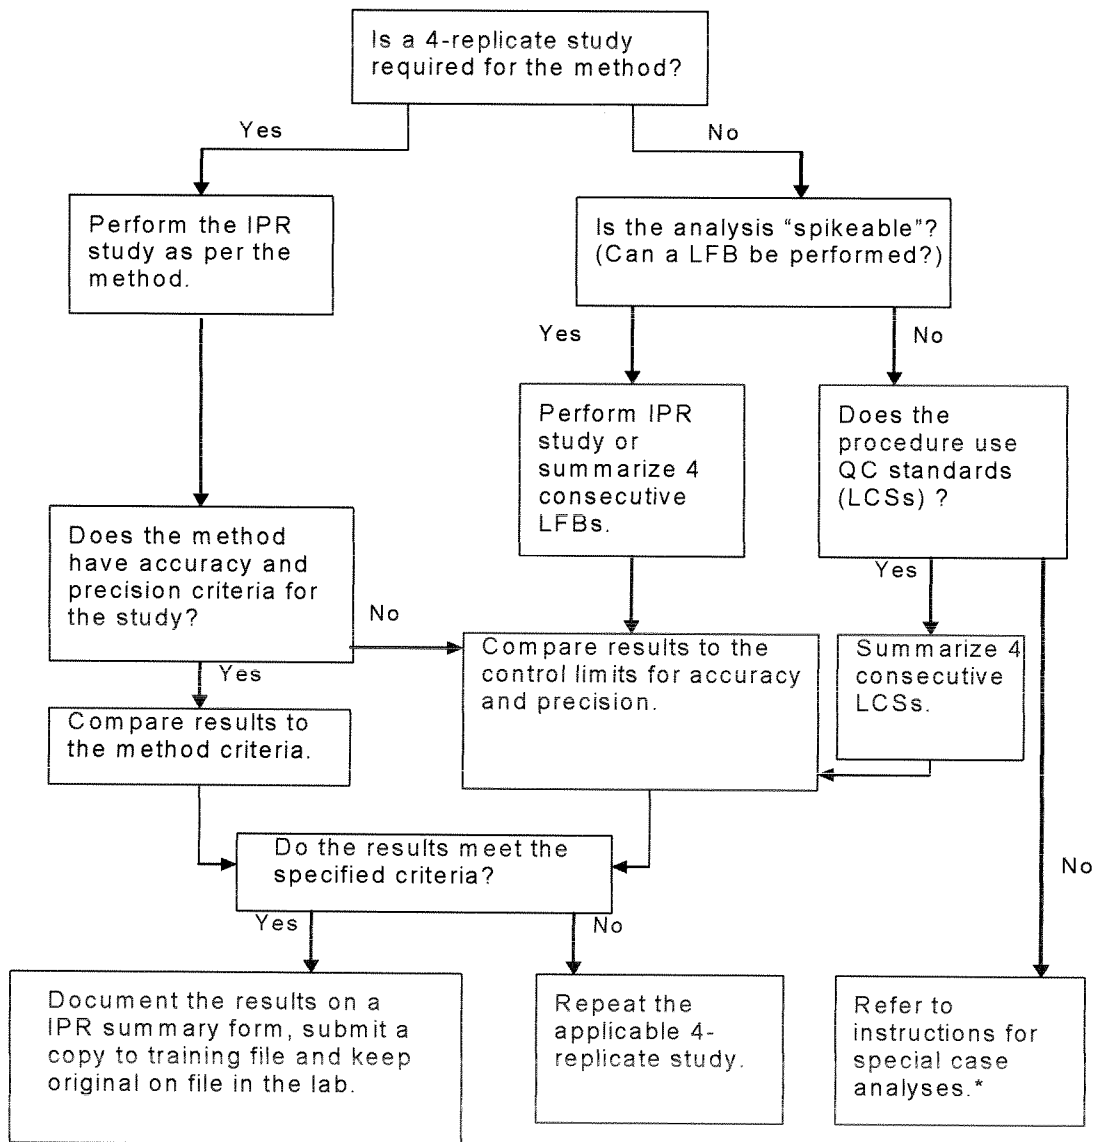 Is a 4-replicate study
required for the method?
Yes
No
Perform the IPR
study as per the
method.
Is the analysis “spikeable”?
(Can a LFB be performed?)
Yes
No
Perform IPR
study or
summarize 4
consecutive
LFBs.
Does the
procedure use
QC standards
(LCSs) ?
Does the method
have accuracy and
precision criteria for
the study?
No
Yes
Yes
Compare results to the
control limits for accuracy
and precision.
Summarize 4
consecutive
LCSs.
Compare results to
the method criteria.
Do the results meet the
specified criteria?
No
Yes
No
Document the results on a
IPR summary form, submit a
copy to training file and keep
original on file in the lab.
Repeat the
applicable 4-
replicate study.
Refer to
instructions for
special case
analyses.*